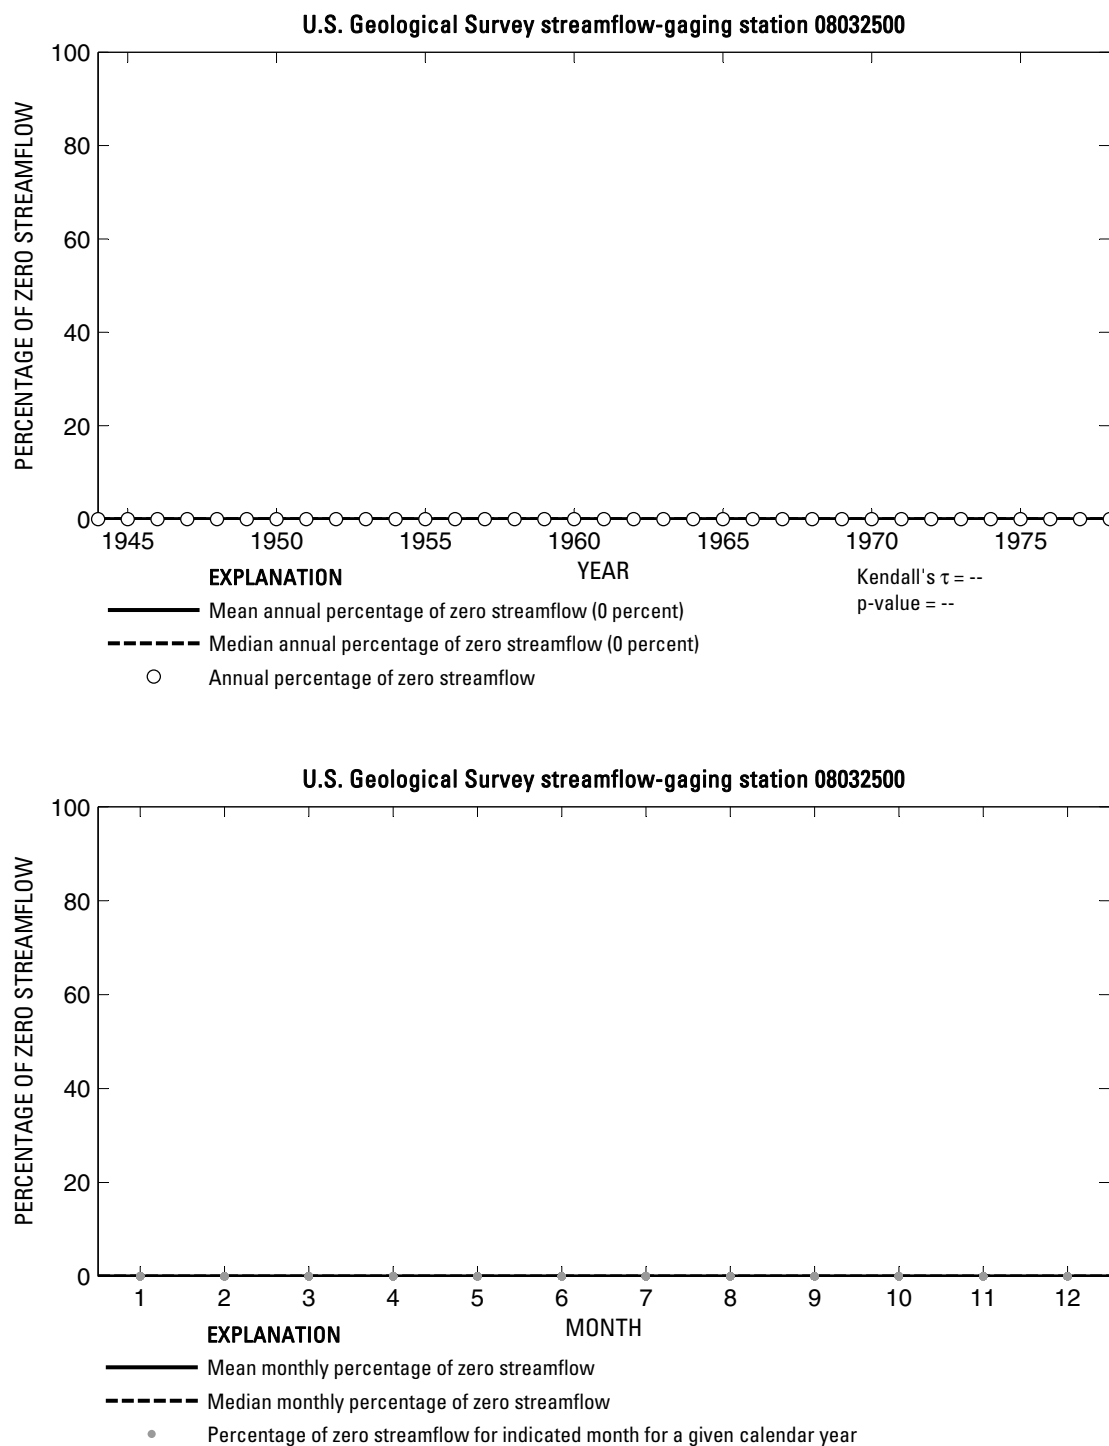 U.S. Geological Survey streamflow-gaging station 08032500
PERCENTAGE OF ZERO STREAMFLOW
100
80
60
40
20
0
1945 1950 1955 1960 1965 1970 1975
YEAR
EXPLANATION
Mean annual percentage of zero streamflow (0 percent)
Median annual percentage of zero streamflow (0 percent)
Annual percentage of zero streamflow
Kendall's τ = --
p-value = --
U.S. Geological Survey streamflow-gaging station 08032500
PERCENTAGE OF ZERO STREAMFLOW
100
80
60
40
20
0
1 2 3 4 5 6 7 8 9 10 11 12
MONTH
EXPLANATION
Mean monthly percentage of zero streamflow
Median monthly percentage of zero streamflow
Percentage of zero streamflow for indicated month for a given calendar year